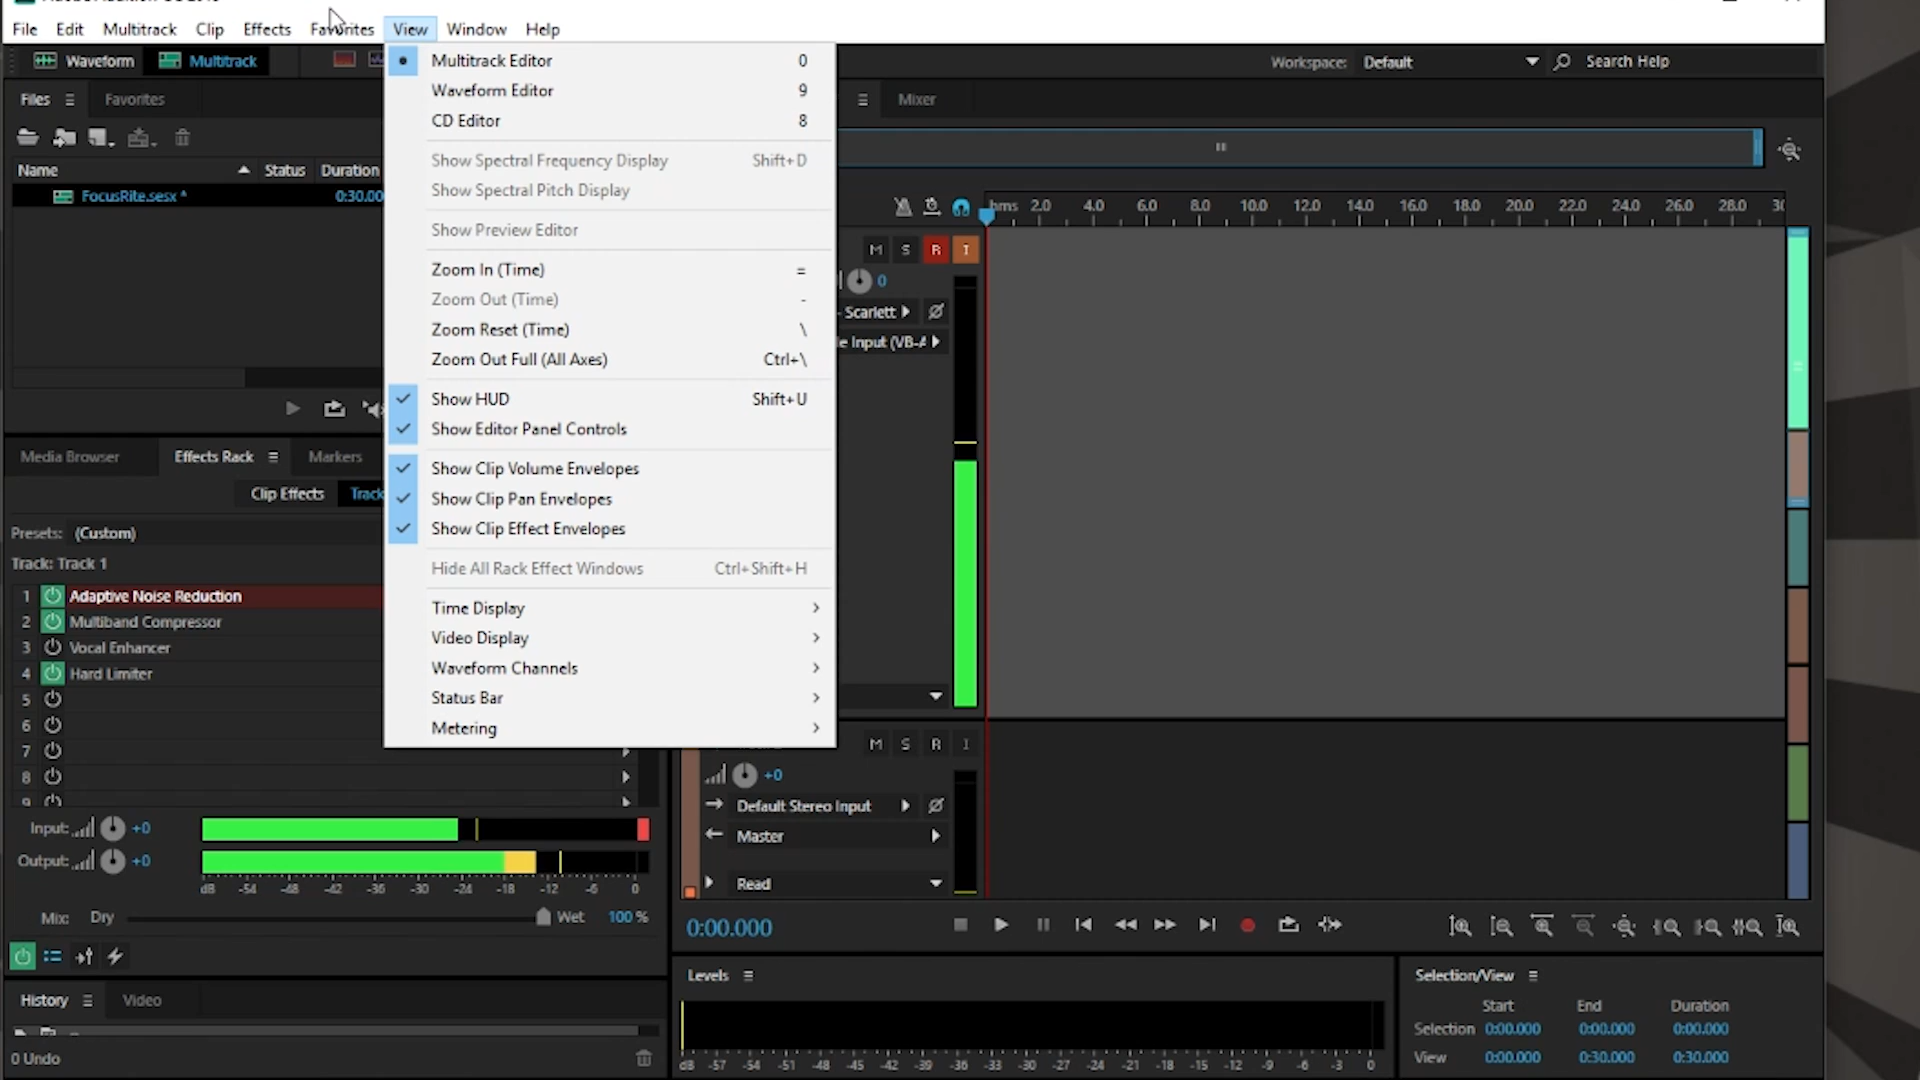 File Edit Multitrack Clip Effects Favorites View Window Help
Waveform Multitrack
Workspace: Default Search Help
Files Favorites
Mixer
Name Status Duration
FocusRite.sesx * 0:30.00
Multitrack Editor 0
Waveform Editor 9
CD Editor 8
Show Spectral Frequency Display Shift+D
Show Spectral Pitch Display
Show Preview Editor
Zoom In (Time) =
Zoom Out (Time) -
Zoom Reset (Time) \
Zoom Out Full (All Axes) Ctrl+\
Show HUD Shift+U
Show Editor Panel Controls
Show Clip Volume Envelopes
Show Clip Pan Envelopes
Show Clip Effect Envelopes
Hide All Rack Effect Windows Ctrl+Shift+H
Time Display
Video Display
Waveform Channels
Status Bar
Metering
hms 2.0 4.0 6.0 8.0 10.0 12.0 14.0 16.0 18.0 20.0 22.0 24.0 26.0 28.0 30
M S R I
0
- Scarlett
le Input (VB-A
Media Browser Effects Rack Markers
Clip Effects Track
Presets: (Custom)
Track: Track 1
1 Adaptive Noise Reduction
2 Multiband Compressor
3 Vocal Enhancer
4 Hard Limiter
5
6
7
8
9
Input: +0
Output: +0
dB -54 -48 -42 -36 -30 -24 -18 -12 -6 0
Mix: Dry Wet 100 %
M S R I
+0
Default Stereo Input
Master
Read
0:00.000
History Video
0 Undo
Levels
dB -57 -54 -51 -48 -45 -42 -39 -36 -33 -30 -27 -24 -21 -18 -15 -12 -9 -6 -3 0
Selection/View
Start End Duration
Selection 0:00.000 0:00.000 0:00.000
View 0:00.000 0:30.000 0:30.000